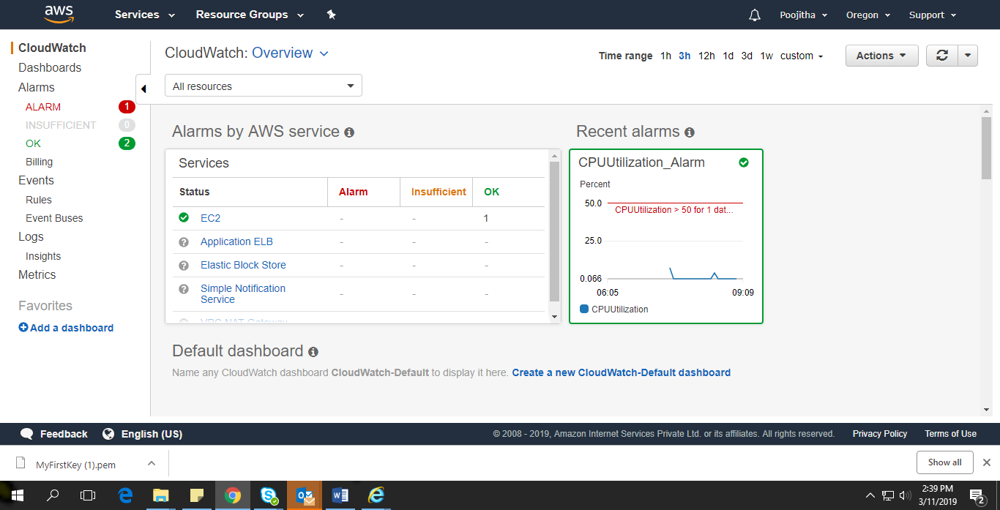 aws Services Resource Groups Poojitha Oregon Support
CloudWatch
Dashboards
Alarms
ALARM 1
INSUFFICIENT 0
OK 2
Billing
Events
Rules
Event Buses
Logs
Insights
Metrics
Favorites
Add a dashboard
CloudWatch: Overview
Time range 1h 3h 12h 1d 3d 1w custom Actions
All resources
Alarms by AWS service
Services
Status Alarm Insufficient OK
EC2 - - 1
Application ELB - - -
Elastic Block Store - - -
Simple Notification
Service - - -
VPC NAT Gateway
Recent alarms
CPUUtilization_Alarm
Percent
50.0
CPUUtilization > 50 for 1 dat...
25.0
0.066
06:05 09:09
CPUUtilization
Default dashboard
Name any CloudWatch dashboard CloudWatch-Default to display it here. Create a new CloudWatch-Default dashboard
Feedback English (US) © 2008 - 2019, Amazon Internet Services Private Ltd. or its affiliates. All rights reserved. Privacy Policy Terms of Use
MyFirstKey (1).pem Show all
2:39 PM
3/11/2019
2